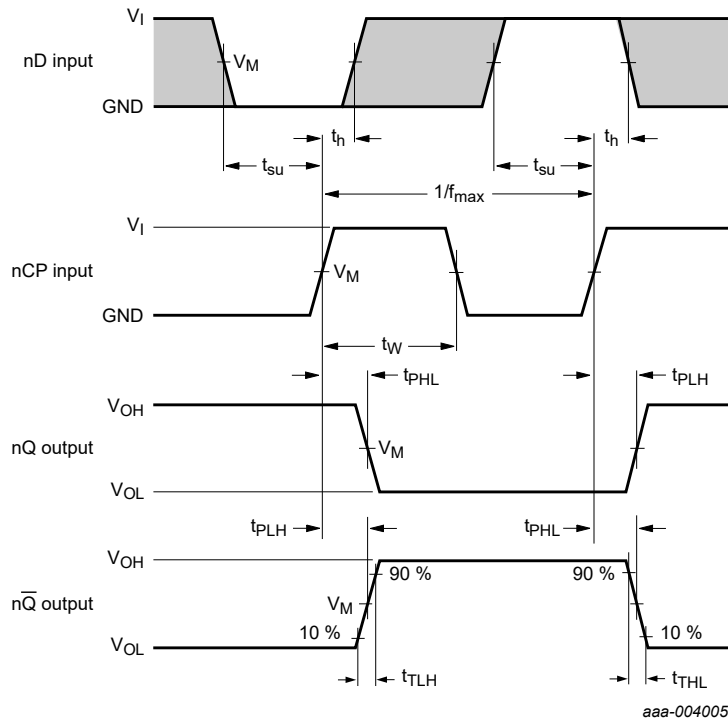 V_I
nD input
V_M
GND
t_h
t_h
t_su
t_su
1/f_max
V_I
nCP input
V_M
GND
t_W
t_PHL
t_PLH
V_OH
nQ output
V_M
V_OL
t_PLH
t_PHL
V_OH
90 %
90 %
nQ̅ output
V_M
10 %
10 %
V_OL
t_TLH
t_THL
aaa-004005